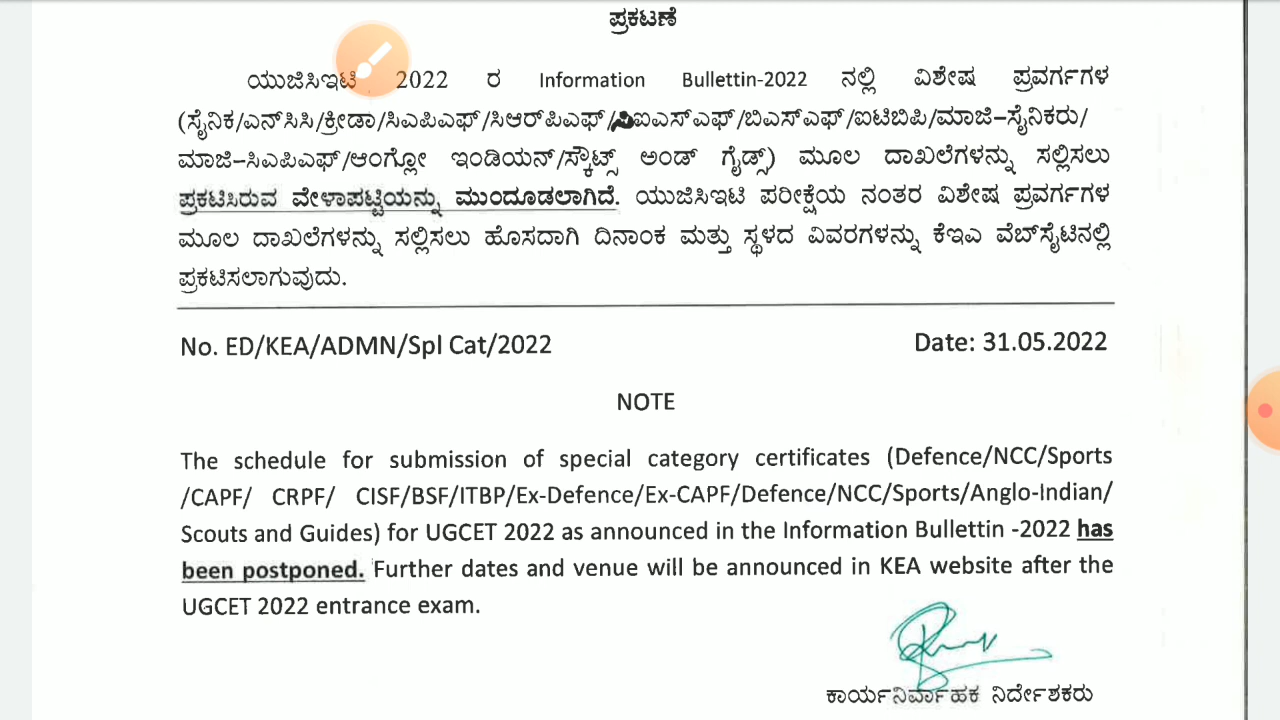 ಪ್ರಕಟಣೆ
ಯುಜಿಸಿಇಟಿ 2022 ರ Information Bullettin-2022 ನಲ್ಲಿ ವಿಶೇಷ ಪ್ರವರ್ಗಗಳ
(ಸೈನಿಕ/ಎನ್‌ಸಿಸಿ/ಕ್ರೀಡಾ/ಸಿಎಪಿಎಫ್/ಸಿಆರ್‌ಪಿಎಫ್/ಸಿಐಎಸ್‌ಎಫ್/ಬಿಎಸ್‌ಎಫ್/ಐಟಿಬಿಪಿ/ಮಾಜಿ-ಸೈನಿಕರು/
ಮಾಜಿ-ಸಿಎಪಿಎಫ್/ಆಂಗ್ಲೋ ಇಂಡಿಯನ್/ಸ್ಕೌಟ್ಸ್ ಅಂಡ್ ಗೈಡ್ಸ್) ಮೂಲ ದಾಖಲೆಗಳನ್ನು ಸಲ್ಲಿಸಲು
ಪ್ರಕಟಿಸಿರುವ ವೇಳಾಪಟ್ಟಿಯನ್ನು ಮುಂದೂಡಲಾಗಿದೆ. ಯುಜಿಸಿಇಟಿ ಪರೀಕ್ಷೆಯ ನಂತರ ವಿಶೇಷ ಪ್ರವರ್ಗಗಳ
ಮೂಲ ದಾಖಲೆಗಳನ್ನು ಸಲ್ಲಿಸಲು ಹೊಸದಾಗಿ ದಿನಾಂಕ ಮತ್ತು ಸ್ಥಳದ ವಿವರಗಳನ್ನು ಕೆಇಎ ವೆಬ್‌ಸೈಟಿನಲ್ಲಿ
ಪ್ರಕಟಿಸಲಾಗುವುದು.
No. ED/KEA/ADMN/Spl Cat/2022 Date: 31.05.2022
NOTE
The schedule for submission of special category certificates (Defence/NCC/Sports
/CAPF/ CRPF/ CISF/BSF/ITBP/Ex-Defence/Ex-CAPF/Defence/NCC/Sports/Anglo-Indian/
Scouts and Guides) for UGCET 2022 as announced in the Information Bullettin -2022 has
been postponed. Further dates and venue will be announced in KEA website after the
UGCET 2022 entrance exam.
ಕಾರ್ಯನಿರ್ವಾಹಕ ನಿರ್ದೇಶಕರು